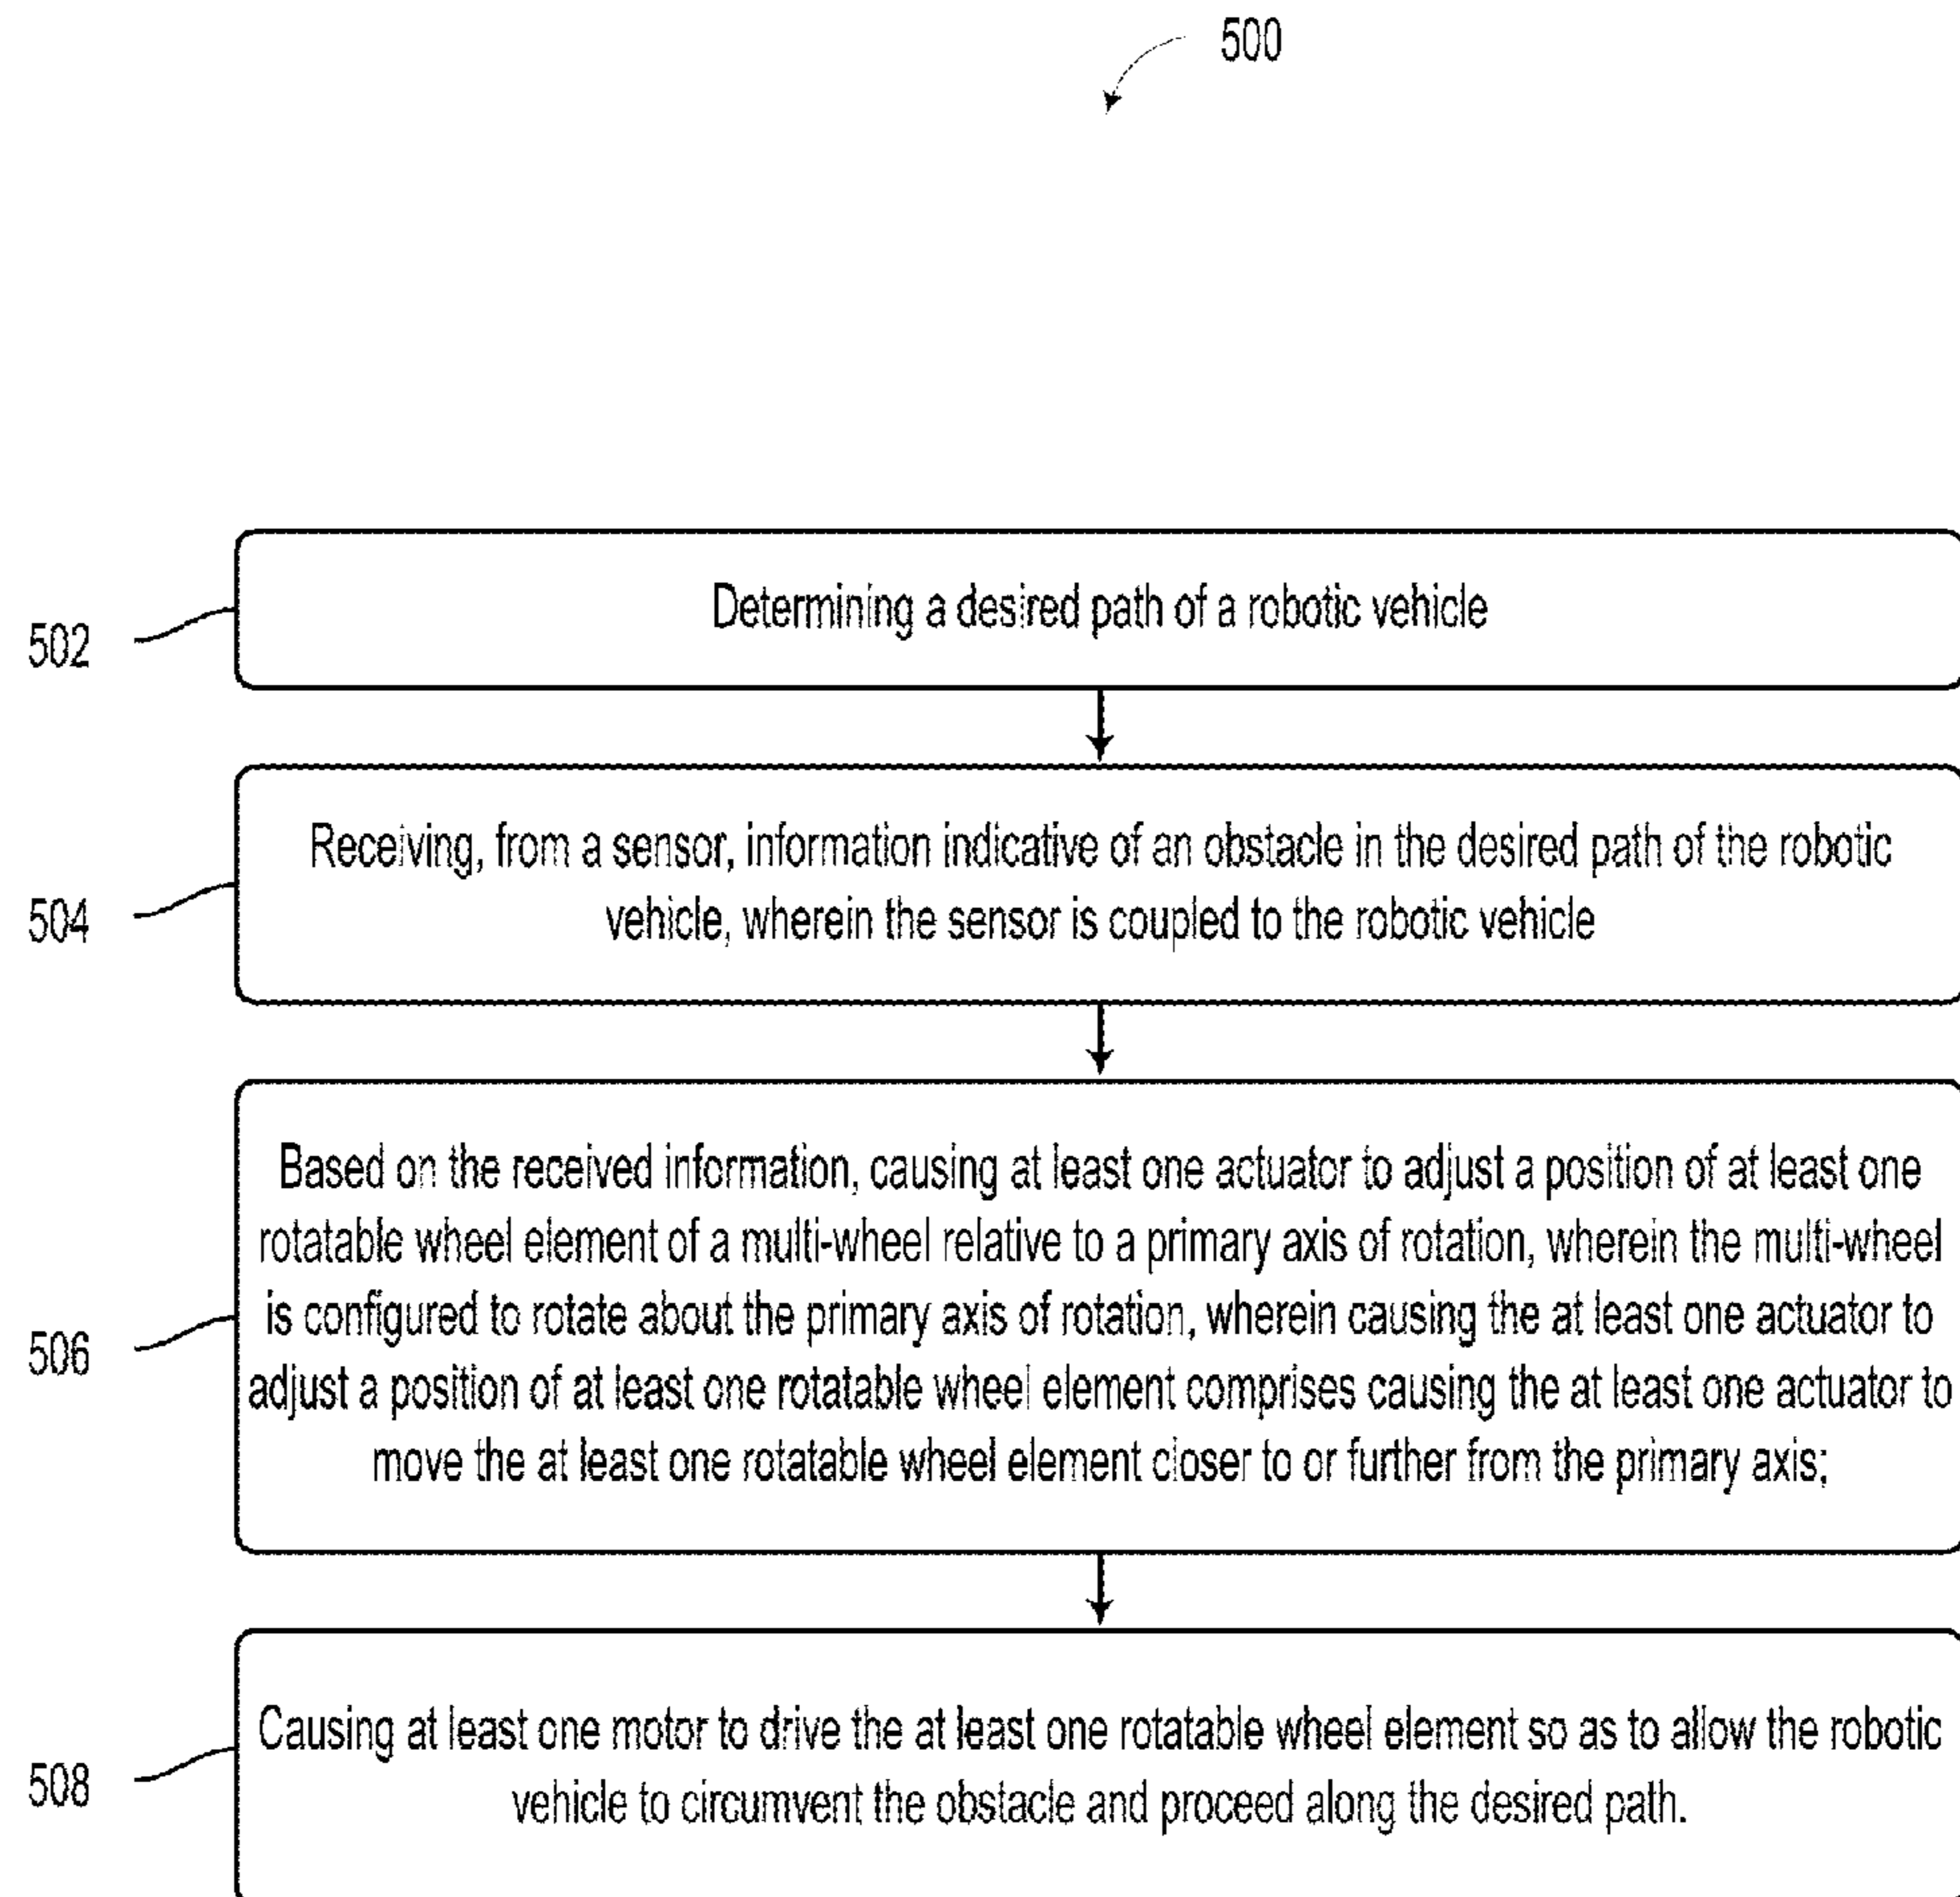 500
502
Determining a desired path of a robotic vehicle
504
Receiving, from a sensor, information indicative of an obstacle in the desired path of the robotic
vehicle, wherein the sensor is coupled to the robotic vehicle
506
Based on the received information, causing at least one actuator to adjust a position of at least one
rotatable wheel element of a multi-wheel relative to a primary axis of rotation, wherein the multi-wheel
is configured to rotate about the primary axis of rotation, wherein causing the at least one actuator to
adjust a position of at least one rotatable wheel element comprises causing the at least one actuator to
move the at least one rotatable wheel element closer to or further from the primary axis;
508
Causing at least one motor to drive the at least one rotatable wheel element so as to allow the robotic
vehicle to circumvent the obstacle and proceed along the desired path.